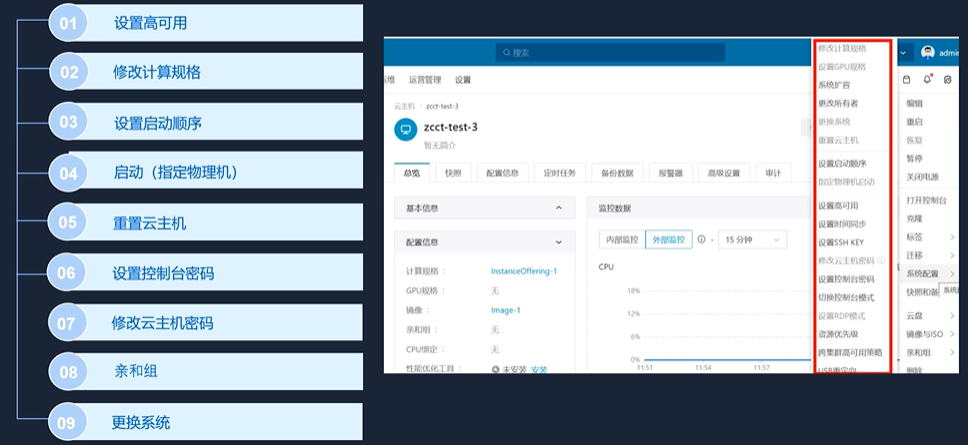 01 设置高可用
02 修改计算规格
03 设置启动顺序
04 启动（指定物理机）
05 重置云主机
06 设置控制台密码
07 修改云主机密码
08 亲和组
09 更换系统
搜索
admin
运营管理 设置
云主机 zcct-test-3
zcct-test-3
暂无简介
总览 快照 配置信息 定时任务 备份数据 报警器 高级设置 审计
基本信息
配置信息
计算规格： InstanceOffering-1
GPU规格： 无
镜像： Image-1
亲和组： 无
CPU绑定： 无
性能优化工具： 未安装 安装
监控数据
内部监控 外部监控 - 15 分钟
CPU
18%
12%
6%
0%
11:51 11:54 11:57 12:00
修改计算规格
设置GPU规格
系统扩容
更改所有者
更换系统
重置云主机
设置启动顺序
指定物理机启动
设置高可用
设置时间同步
设置SSH KEY
修改云主机密码
设置控制台密码
切换控制台模式
设置RDP模式
资源优先级
跨集群高可用策略
USB重定向
编辑
重启
恢复
暂停
关闭电源
打开控制台
克隆
标签
迁移
系统配置
快照和备
云盘
镜像与ISO
亲和组
删除